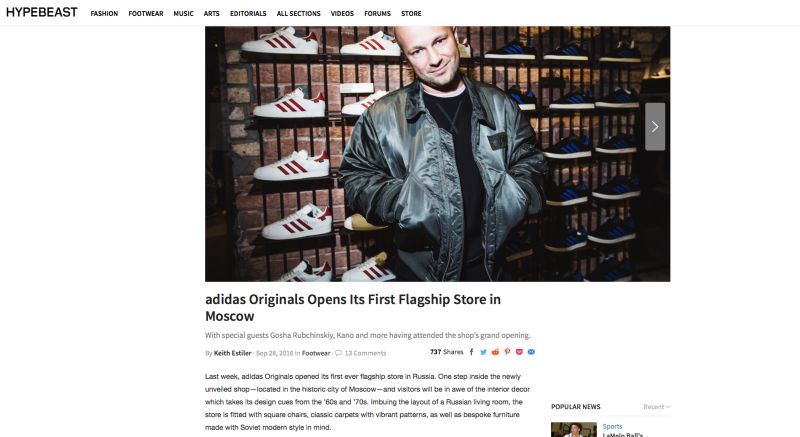 HYPEBEAST FASHION FOOTWEAR MUSIC ARTS EDITORIALS ALL SECTIONS VIDEOS FORUMS STORE
adidas Originals Opens Its First Flagship Store in
Moscow
With special guests Gosha Rubchinskiy, Kano and more having attended the shop's grand opening.
By Keith Estiler · Sep 28, 2016 in Footwear · 13 Comments
737 Shares
Last week, adidas Originals opened its first ever flagship store in Russia. One step inside the newly
unveiled shop—located in the historic city of Moscow—and visitors will be in awe of the interior decor
which takes its design cues from the '60s and '70s. Imbuing the layout of a Russian living room, the
store is fitted with square chairs, classic carpets with vibrant patterns, as well as bespoke furniture
made with Soviet modern style in mind.
POPULAR NEWS
Recent
Sports
LaMelo Ball's